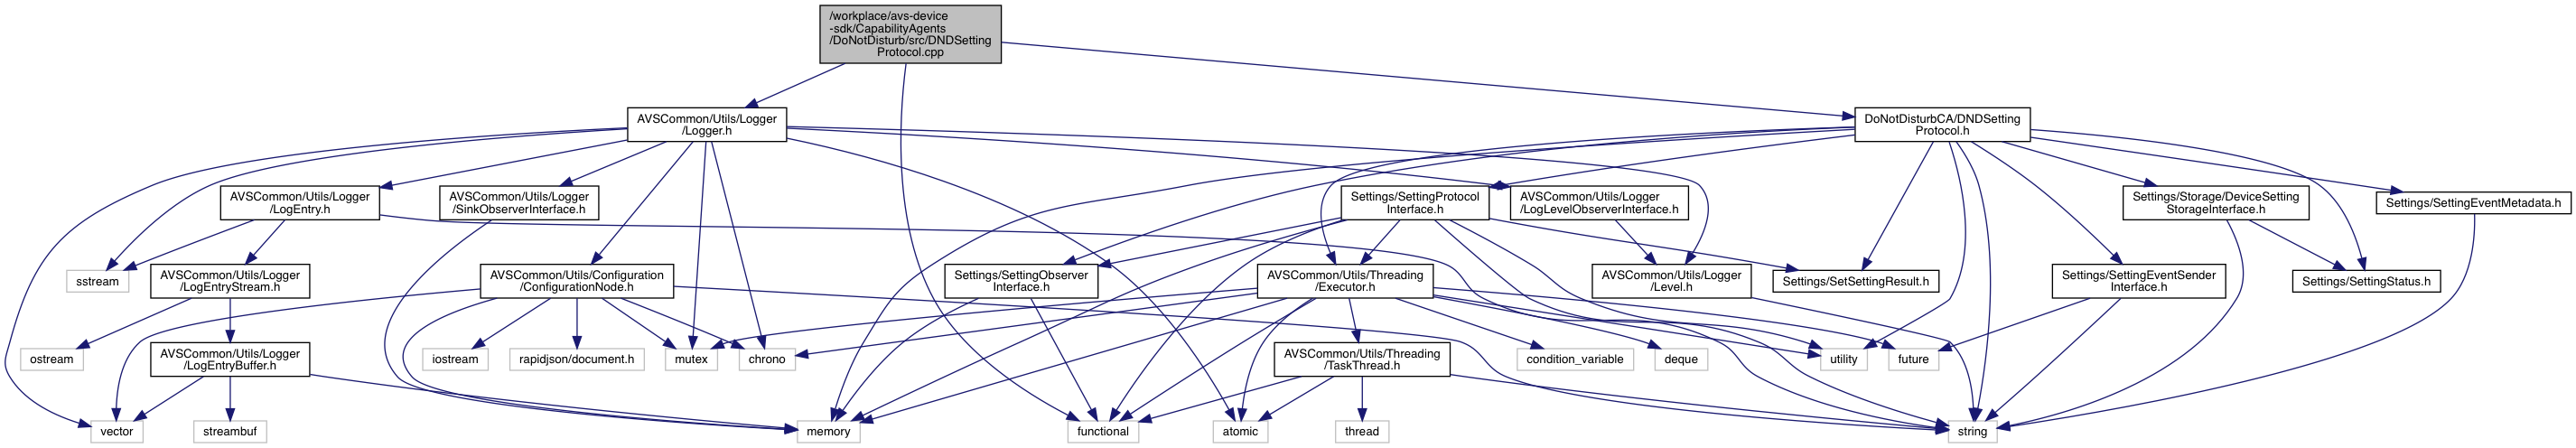 /workplace/avs-device
-sdk/CapabilityAgents
/DoNotDisturb/src/DNDSetting
Protocol.cpp
AVSCommon/Utils/Logger
/Logger.h
DoNotDisturbCA/DNDSetting
Protocol.h
AVSCommon/Utils/Logger
/LogEntry.h
AVSCommon/Utils/Logger
/SinkObserverInterface.h
Settings/SettingProtocol
Interface.h
AVSCommon/Utils/Logger
/LogLevelObserverInterface.h
Settings/Storage/DeviceSetting
StorageInterface.h
Settings/SettingEventMetadata.h
sstream
AVSCommon/Utils/Logger
/LogEntryStream.h
AVSCommon/Utils/Configuration
/ConfigurationNode.h
Settings/SettingObserver
Interface.h
AVSCommon/Utils/Threading
/Executor.h
AVSCommon/Utils/Logger
/Level.h
Settings/SetSettingResult.h
Settings/SettingEventSender
Interface.h
Settings/SettingStatus.h
ostream
AVSCommon/Utils/Logger
/LogEntryBuffer.h
iostream
rapidjson/document.h
mutex
chrono
AVSCommon/Utils/Threading
/TaskThread.h
condition_variable
deque
utility
future
vector
streambuf
memory
functional
atomic
thread
string